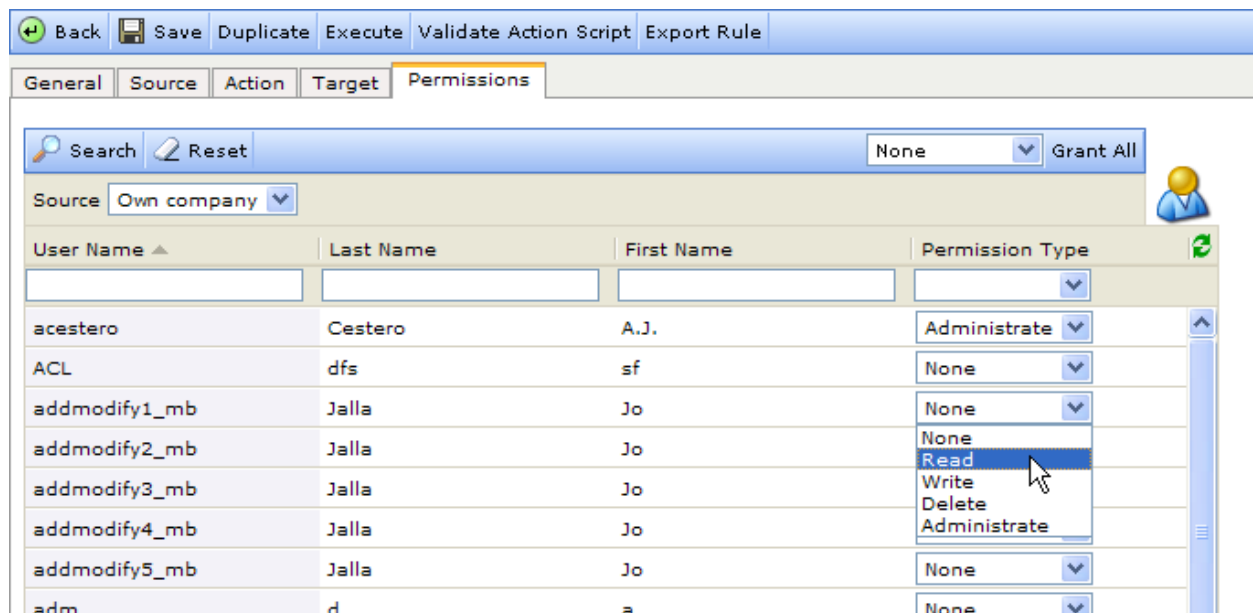 Back Save Duplicate Execute Validate Action Script Export Rule
General Source Action Target Permissions
Search Reset None Grant All
Source Own company
User Name Last Name First Name Permission Type
acestero Cestero A.J. Administrate
ACL dfs sf None
addmodify1_mb Jalla Jo None
None
addmodify2_mb Jalla Jo
Read
Write
addmodify3_mb Jalla Jo
Delete
addmodify4_mb Jalla Jo Administrate
addmodify5_mb Jalla Jo None
adm d a None